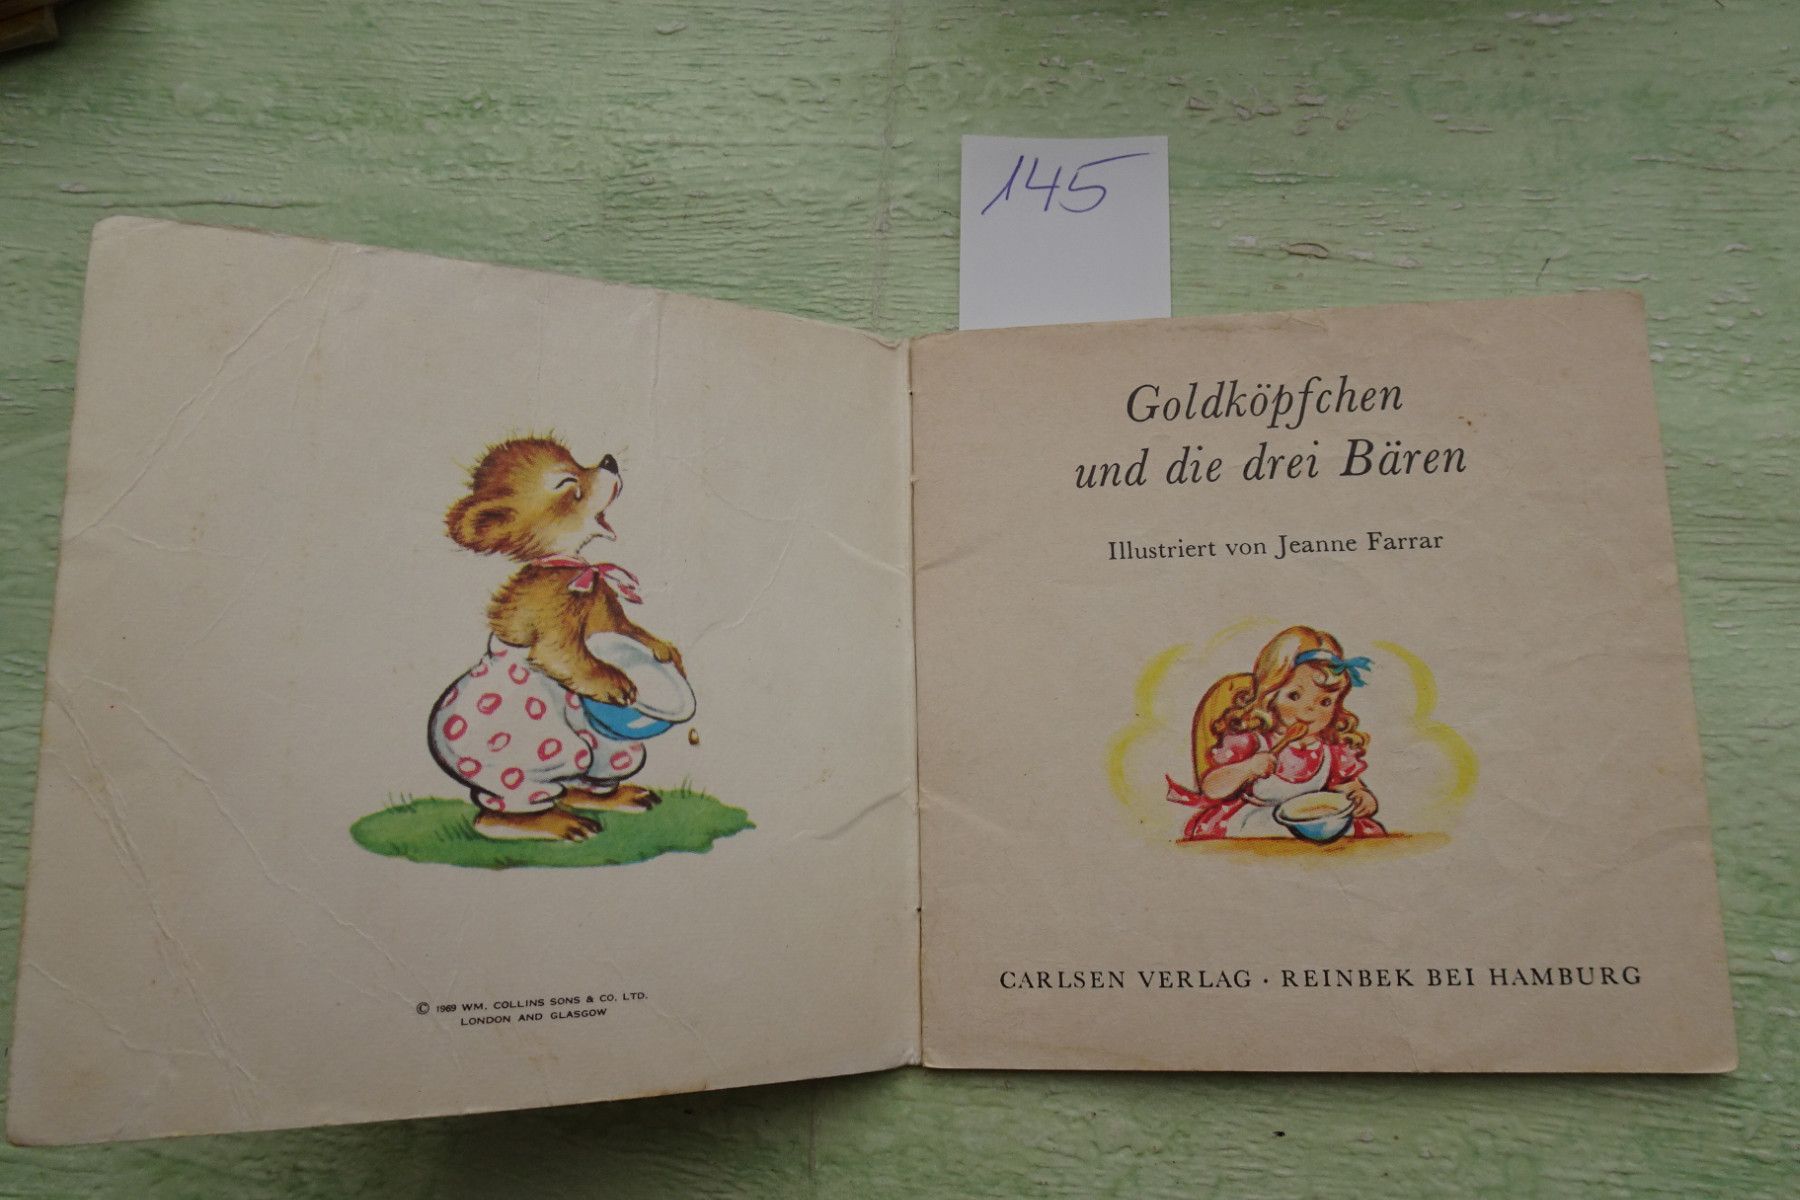 145
© 1969 WM. COLLINS SONS & CO. LTD.
LONDON AND GLASGOW
Goldköpfchen
und die drei Bären
Illustriert von Jeanne Farrar
CARLSEN VERLAG · REINBEK BEI HAMBURG